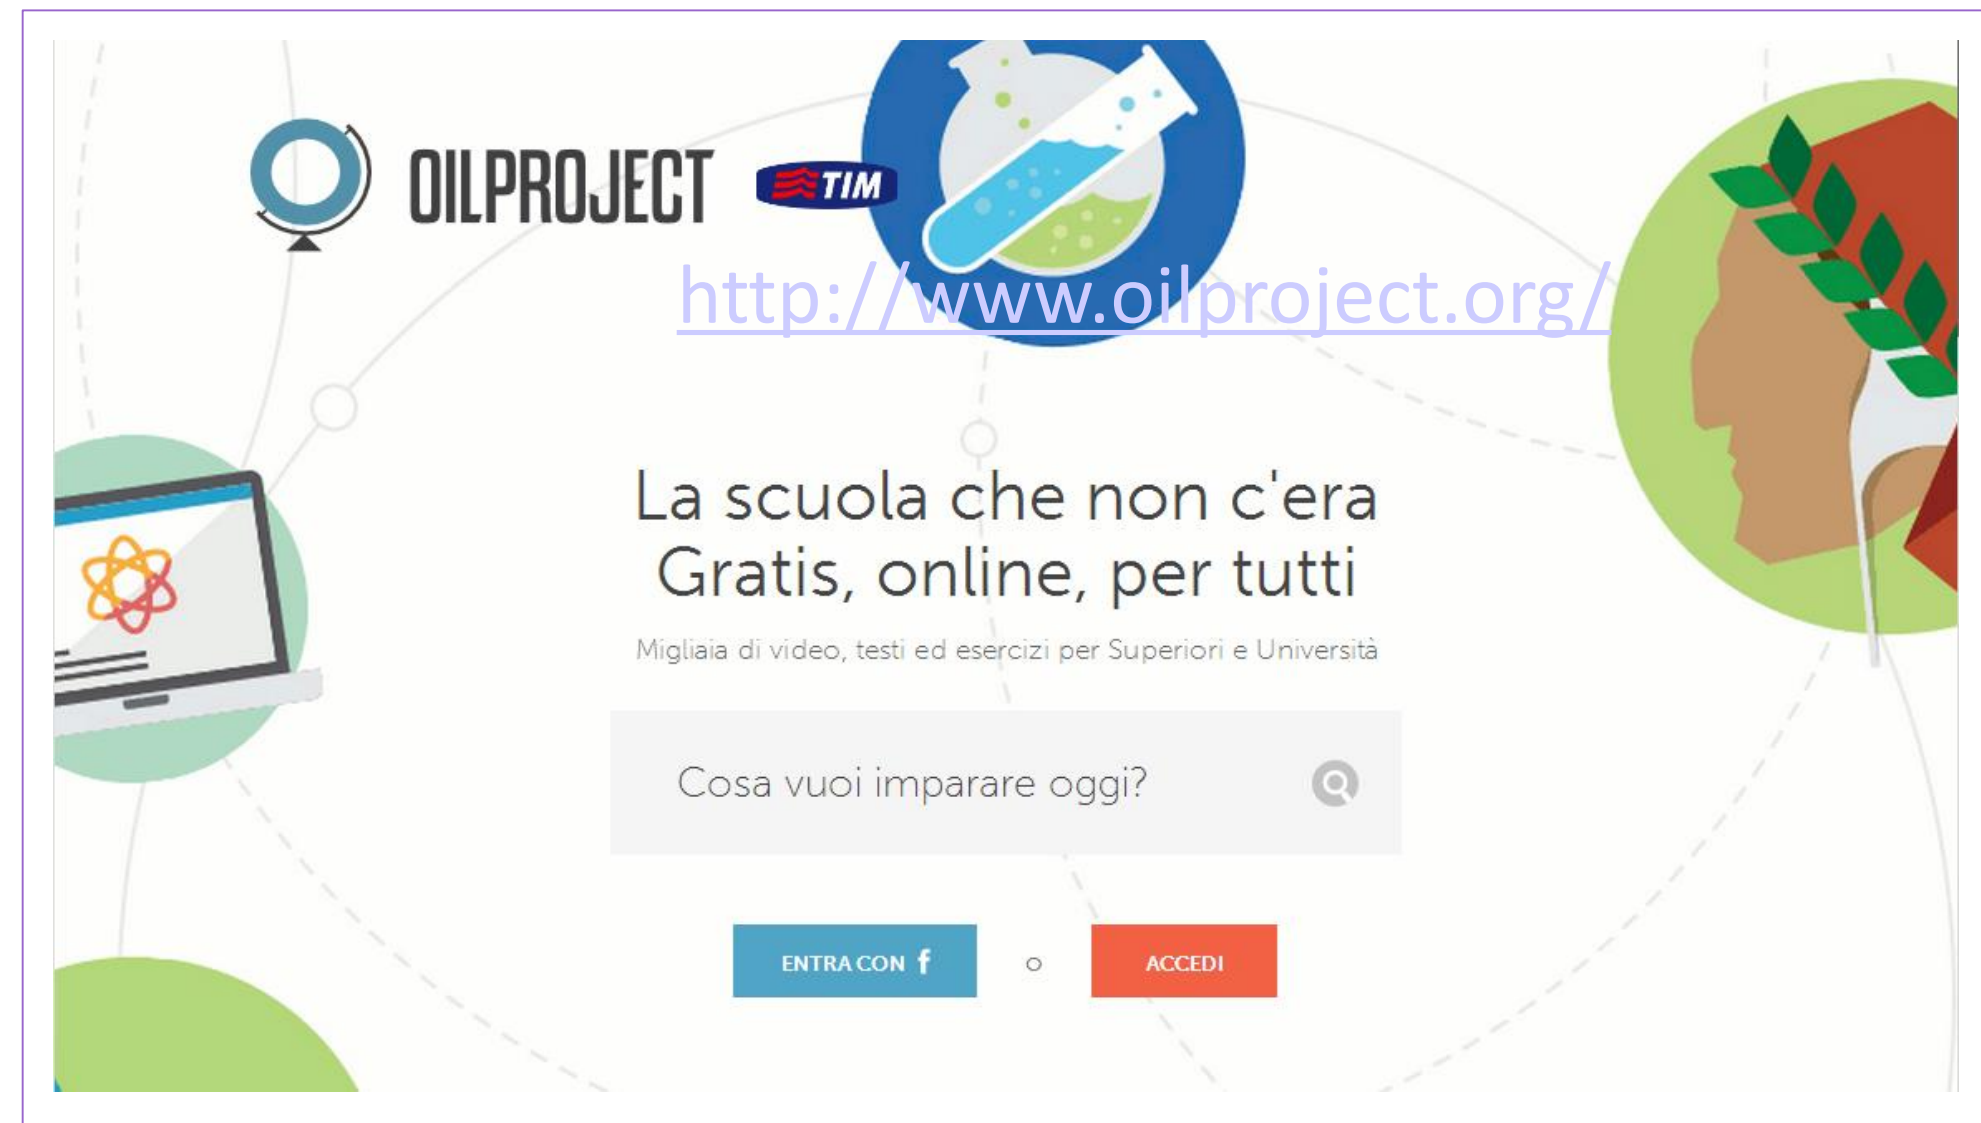 OILPROJECT TIM
http://www.oilproject.org/
La scuola che non c'era
Gratis, online, per tutti
Migliaia di video, testi ed esercizi per Superiori e Università
Cosa vuoi imparare oggi?
ENTRA CON f o ACCEDI